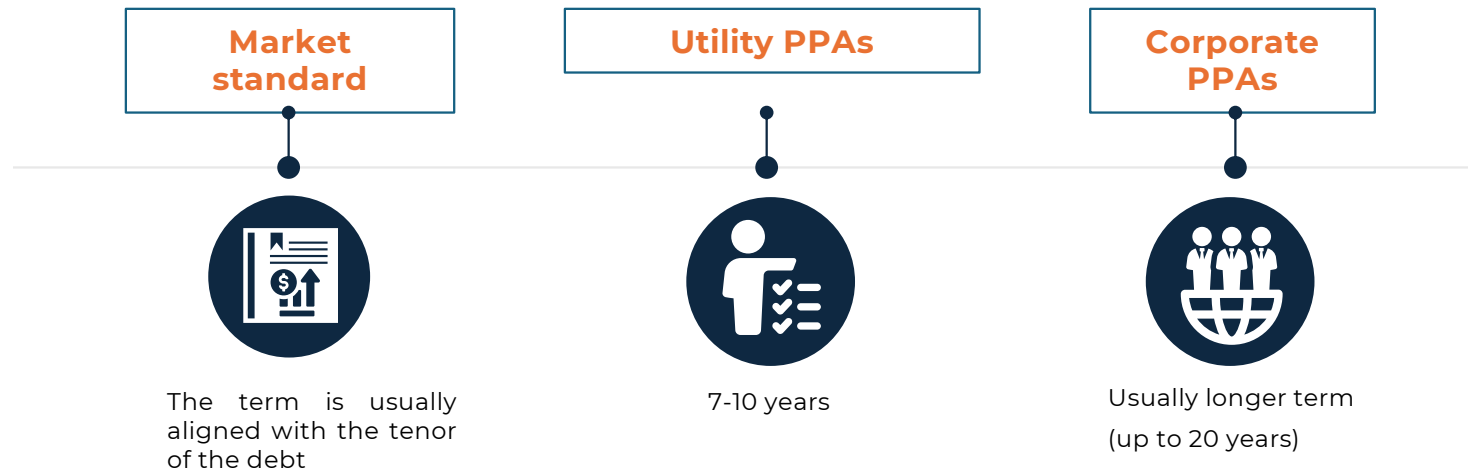 Market
standard
Utility PPAs
Corporate
PPAs
$
The term is usually
aligned with the tenor
of the debt
7-10 years
Usually longer term
(up to 20 years)